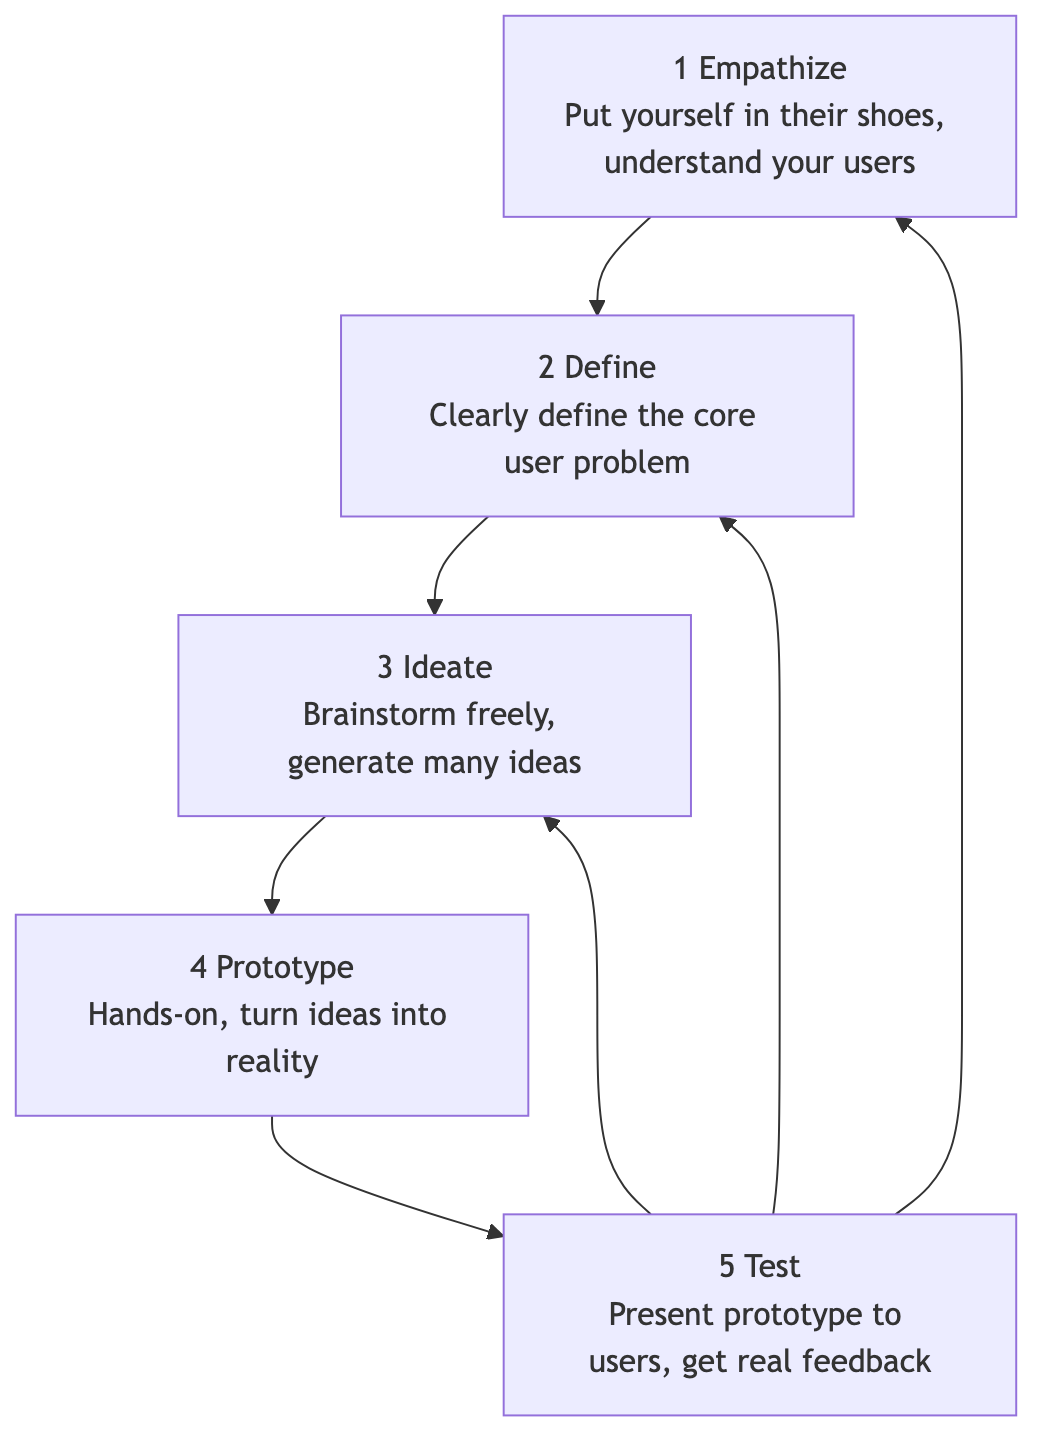 1 Empathize
Put yourself in their shoes,
understand your users
2 Define
Clearly define the core
user problem
3 Ideate
Brainstorm freely,
generate many ideas
4 Prototype
Hands-on, turn ideas into
reality
5 Test
Present prototype to
users, get real feedback